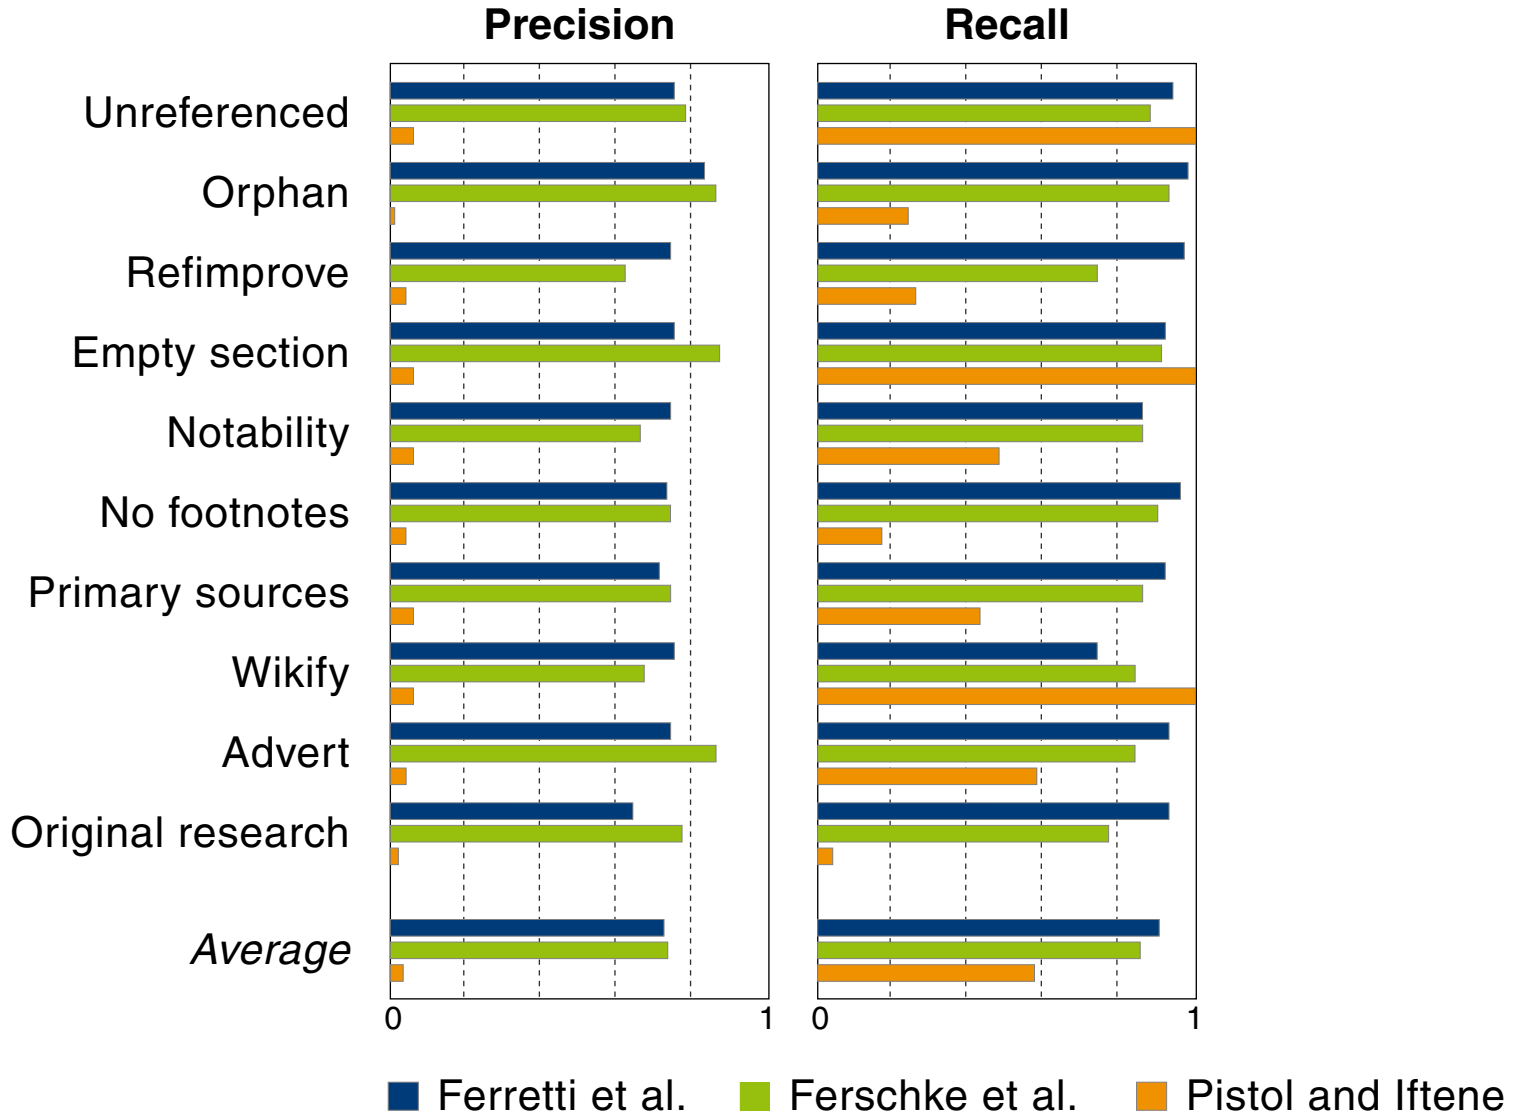 Precision Recall
Unreferenced
Orphan
Refimprove
Empty section
Notability
No footnotes
Primary sources
Wikify
Advert
Original research
Average
0 1 0 1
Ferretti et al. Ferschke et al. Pistol and Iftene